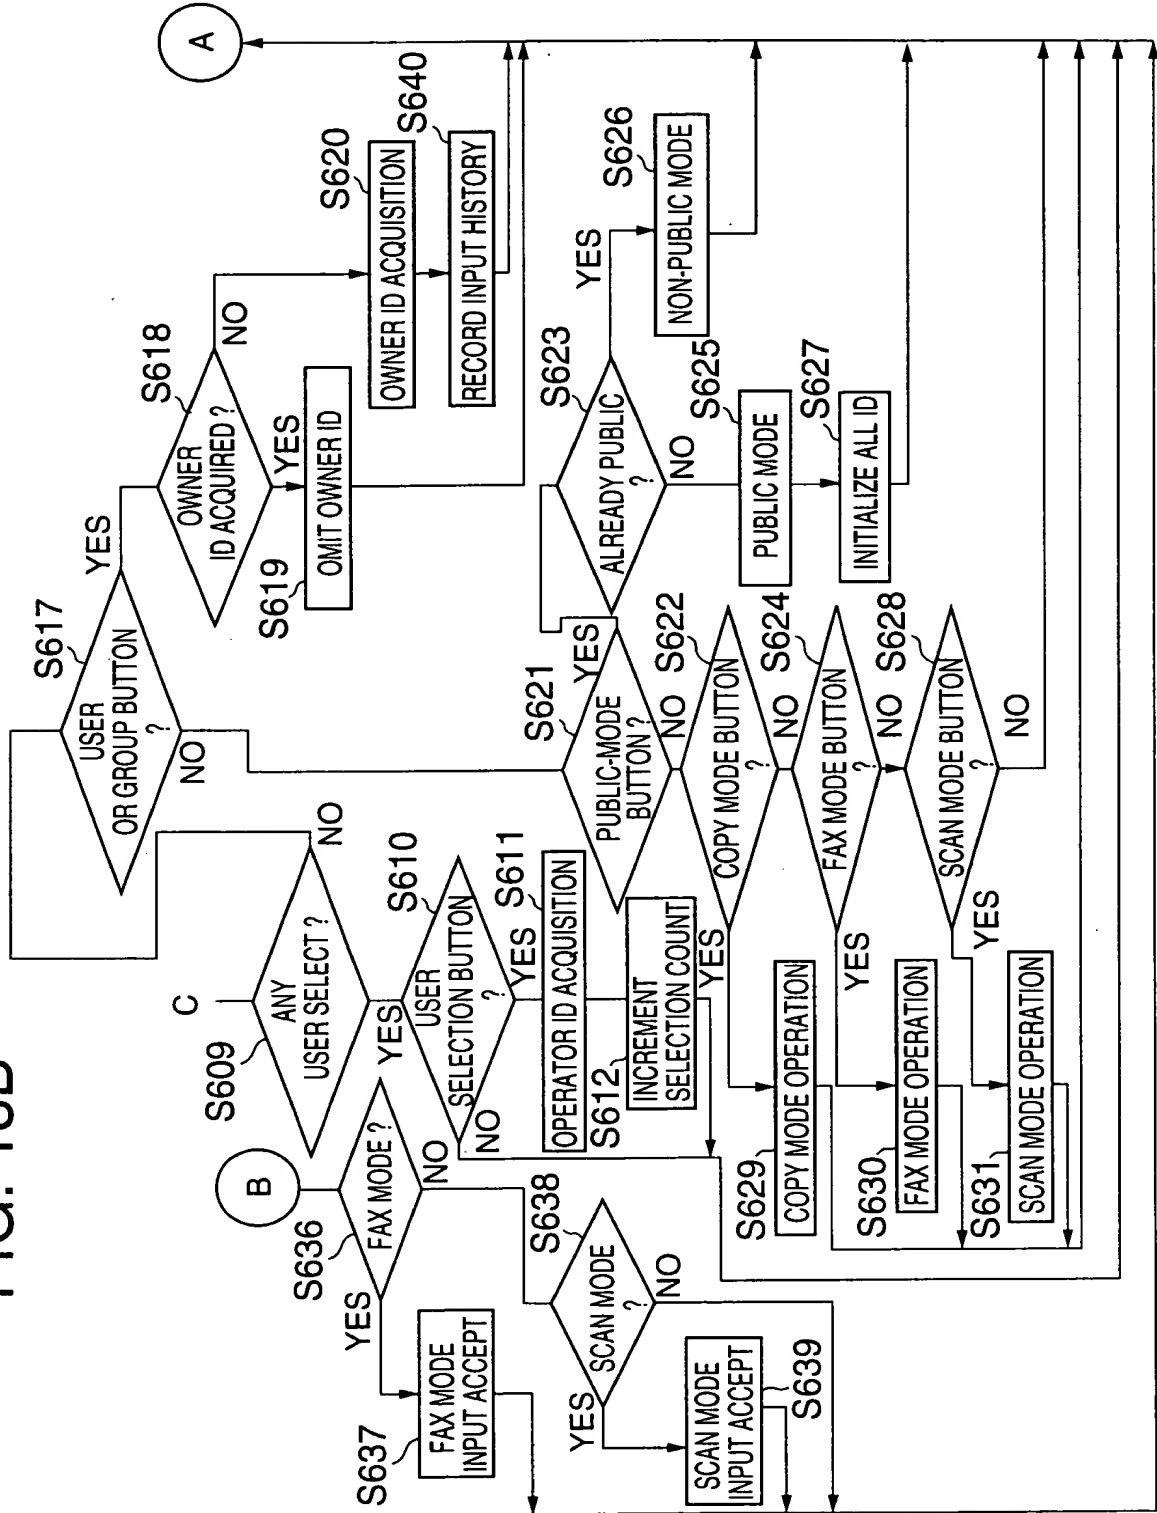 B
S636
FAX MODE ?
YES
NO
S637
FAX MODE
INPUT ACCEPT
S638
SCAN MODE
?
YES
NO
SCAN MODE
INPUT ACCEPT
S639
C
S609
ANY
USER SELECT ?
NO
YES
S610
USER
SELECTION BUTTON
?
NO
YES
S611
OPERATOR ID ACQUISITION
S612
INCREMENT
SELECTION COUNT
S617
USER
OR GROUP BUTTON
?
YES
NO
S618
OWNER
ID ACQUIRED ?
NO
YES
S619
OMIT OWNER ID
S620
OWNER ID ACQUISITION
S640
RECORD INPUT HISTORY
A
S621
PUBLIC-MODE
BUTTON ?
YES
NO
S623
ALREADY PUBLIC
?
YES
NO
S626
NON-PUBLIC MODE
S625
PUBLIC MODE
S627
INITIALIZE ALL ID
S622
COPY MODE BUTTON
?
YES
NO
S629
COPY MODE OPERATION
S624
FAX MODE BUTTON
?
YES
NO
S630
FAX MODE OPERATION
S628
SCAN MODE BUTTON
?
YES
NO
S631
SCAN MODE OPERATION